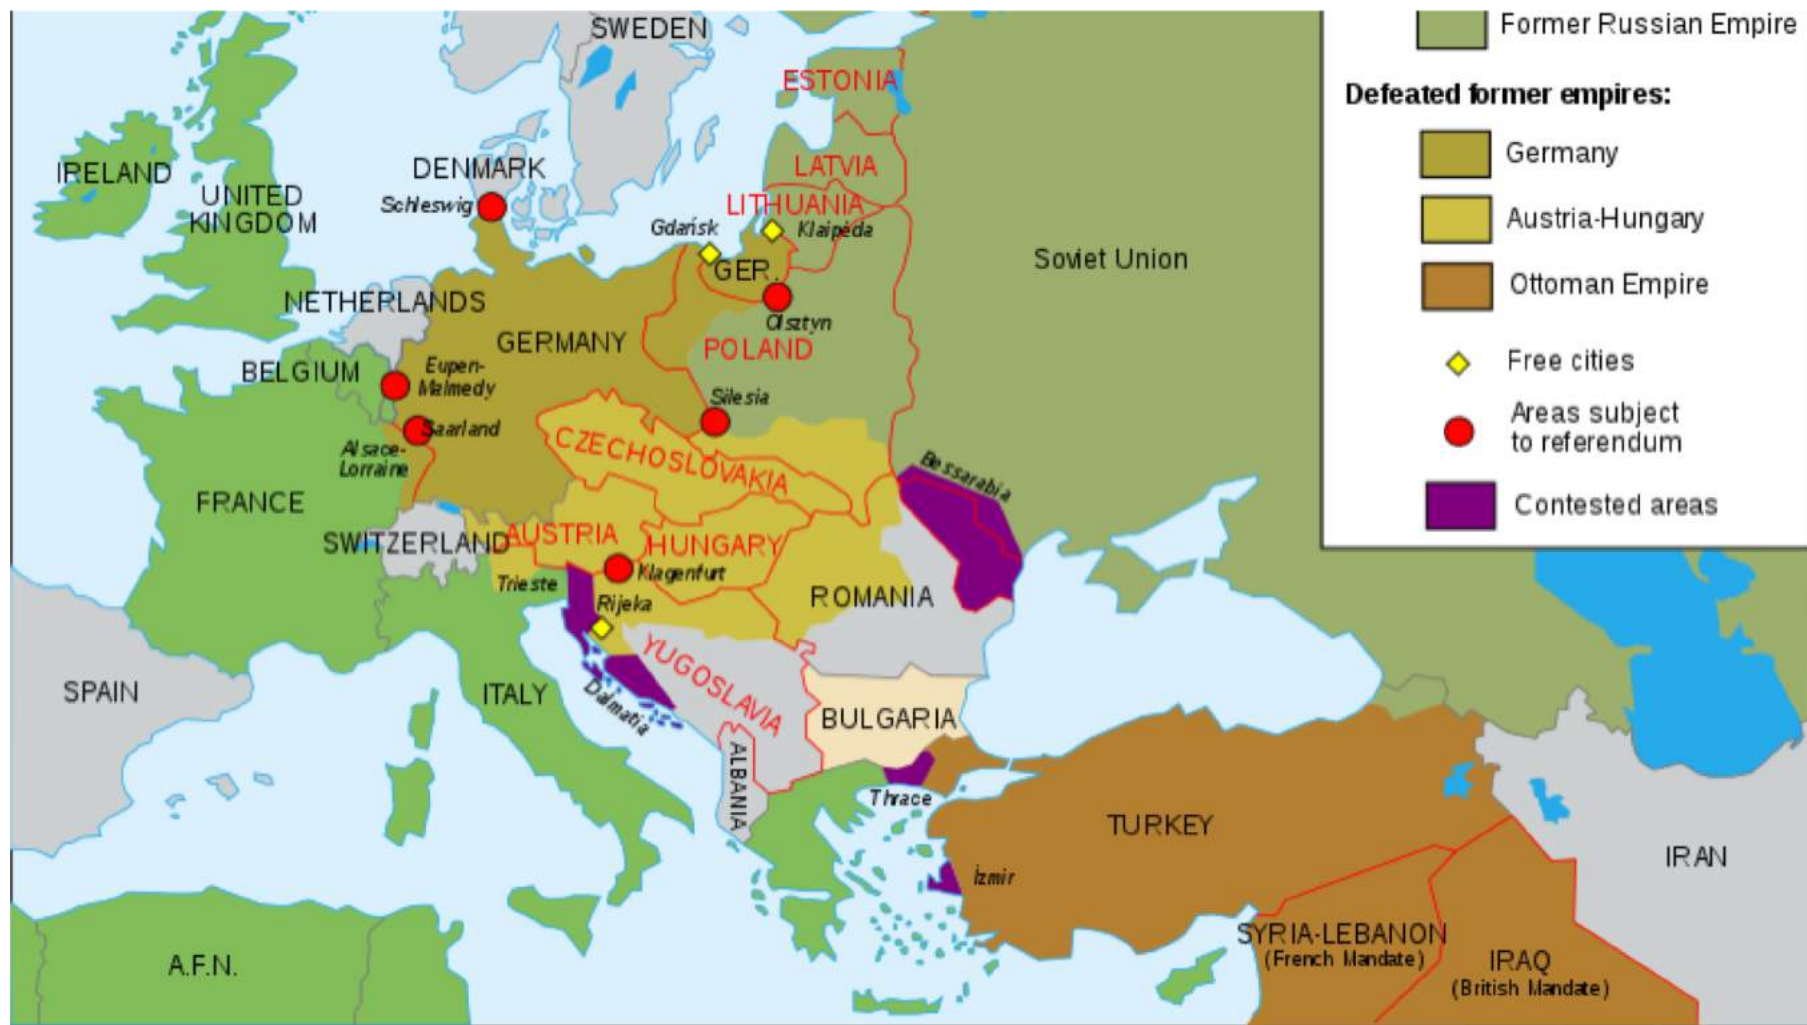 SWEDEN
Former Russian Empire
ESTONIA
Defeated former empires:
Germany
IRELAND
DENMARK
LATVIA
UNITED
KINGDOM
Schleswig
LITHUANIA
Austria-Hungary
Gdańsk
Klaipėda
GER.
Soviet Union
Ottoman Empire
NETHERLANDS
Olsztyn
GERMANY
POLAND
Free cities
BELGIUM
Eupen-
Malmedy
Silesia
Areas subject
to referendum
Saarland
Alsace-
Lorraine
CZECHOSLOVAKIA
Bessarabia
FRANCE
Contested areas
SWITZERLAND
AUSTRIA
HUNGARY
Trieste
Klagenfurt
Rijeka
ROMANIA
SPAIN
ITALY
YUGOSLAVIA
Dalmatia
BULGARIA
ALBANIA
Thrace
TURKEY
IRAN
İzmir
A.F.N.
SYRIA-LEBANON
(French Mandate)
IRAQ
(British Mandate)